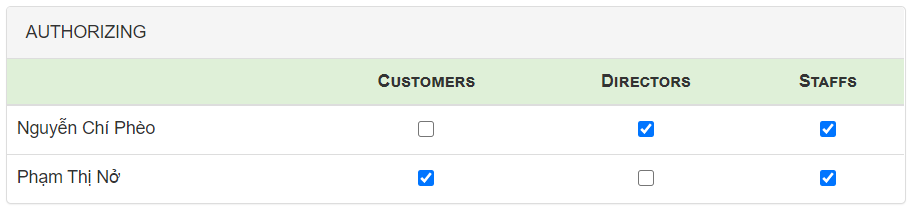 AUTHORIZING
CUSTOMERS DIRECTORS STAFFS
Nguyễn Chí Phèo
Phạm Thị Nở